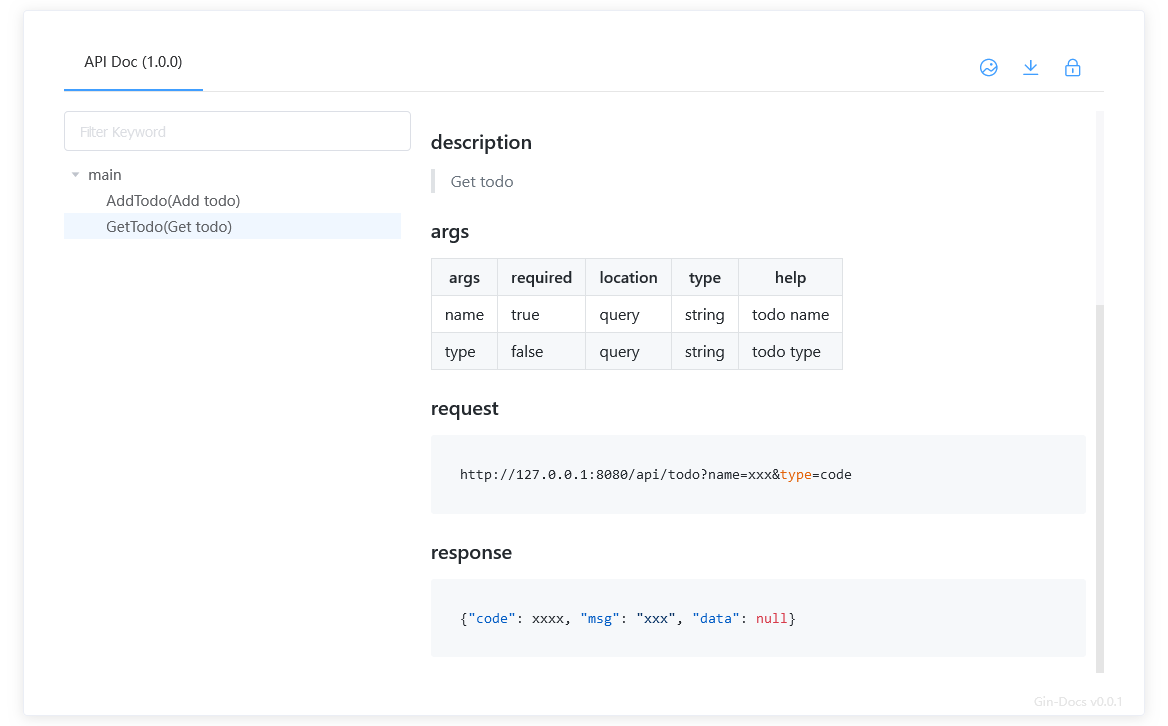 API Doc (1.0.0)
Filter Keyword
main
AddTodo(Add todo)
GetTodo(Get todo)
description
Get todo
args
args required location type help
name true query string todo name
type false query string todo type
request
http://127.0.0.1:8080/api/todo?name=xxx&type=code
response
{"code": xxxx, "msg": "xxx", "data": null}
Gin-Docs v0.0.1